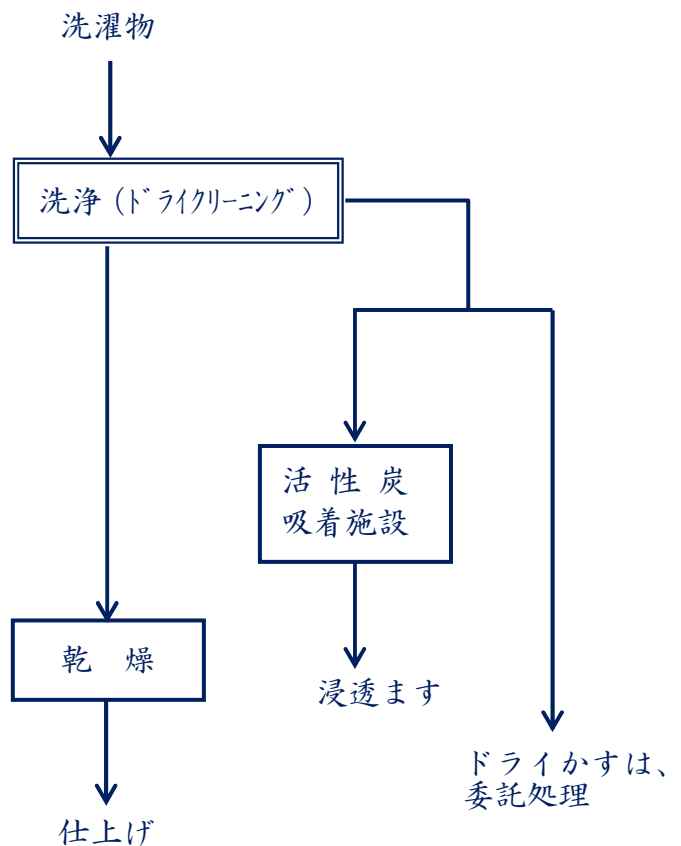 洗濯物
洗浄（ﾄﾞﾗｲｸﾘｰﾆﾝｸﾞ）
活 性 炭
吸着施設
乾　燥
浸透ます
ドライかすは、
委託処理
仕上げ